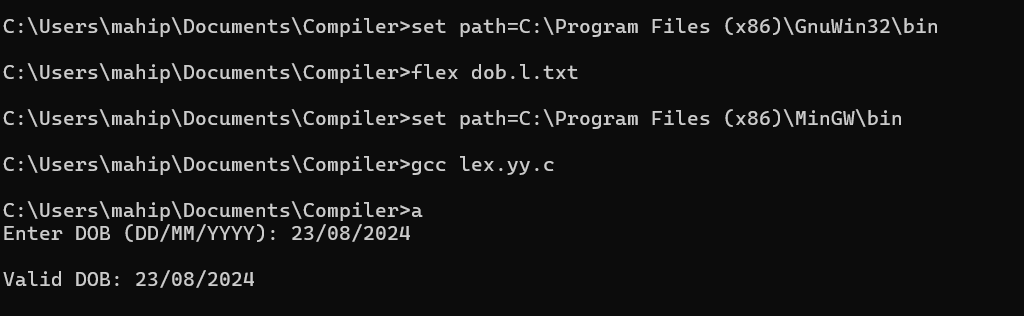 C:\Users\mahip\Documents\Compiler>set path=C:\Program Files (x86)\GnuWin32\bin
C:\Users\mahip\Documents\Compiler>flex dob.l.txt
C:\Users\mahip\Documents\Compiler>set path=C:\Program Files (x86)\MinGW\bin
C:\Users\mahip\Documents\Compiler>gcc lex.yy.c
C:\Users\mahip\Documents\Compiler>a
Enter DOB (DD/MM/YYYY): 23/08/2024
Valid DOB: 23/08/2024